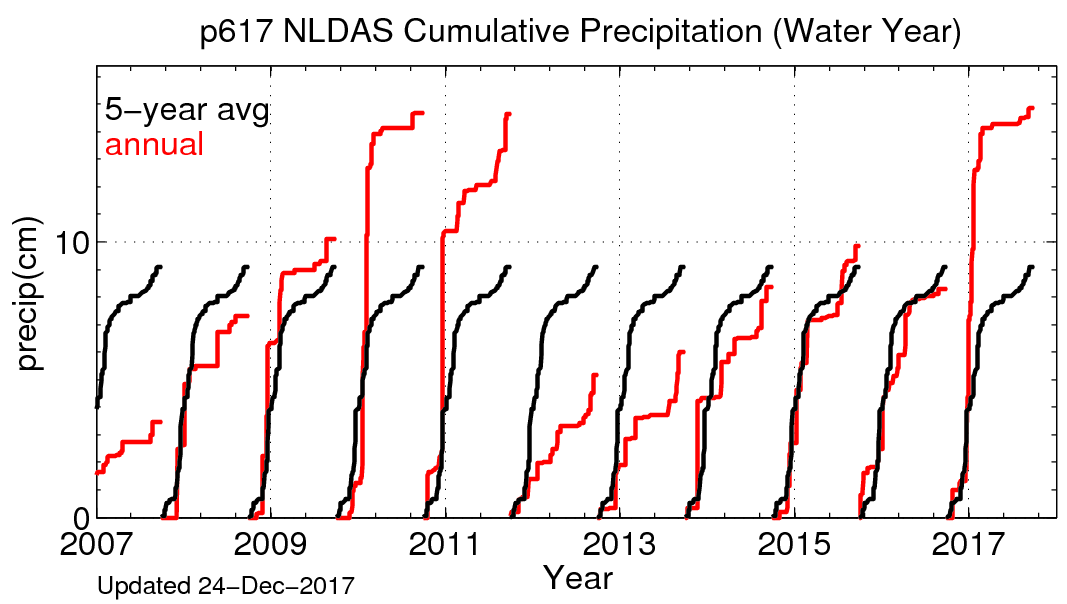 p617 NLDAS Cumulative Precipitation (Water Year)
5−year avg
annual
precip(cm)
10
0
2007 2009 2011 2013 2015 2017
Year
Updated 24−Dec−2017